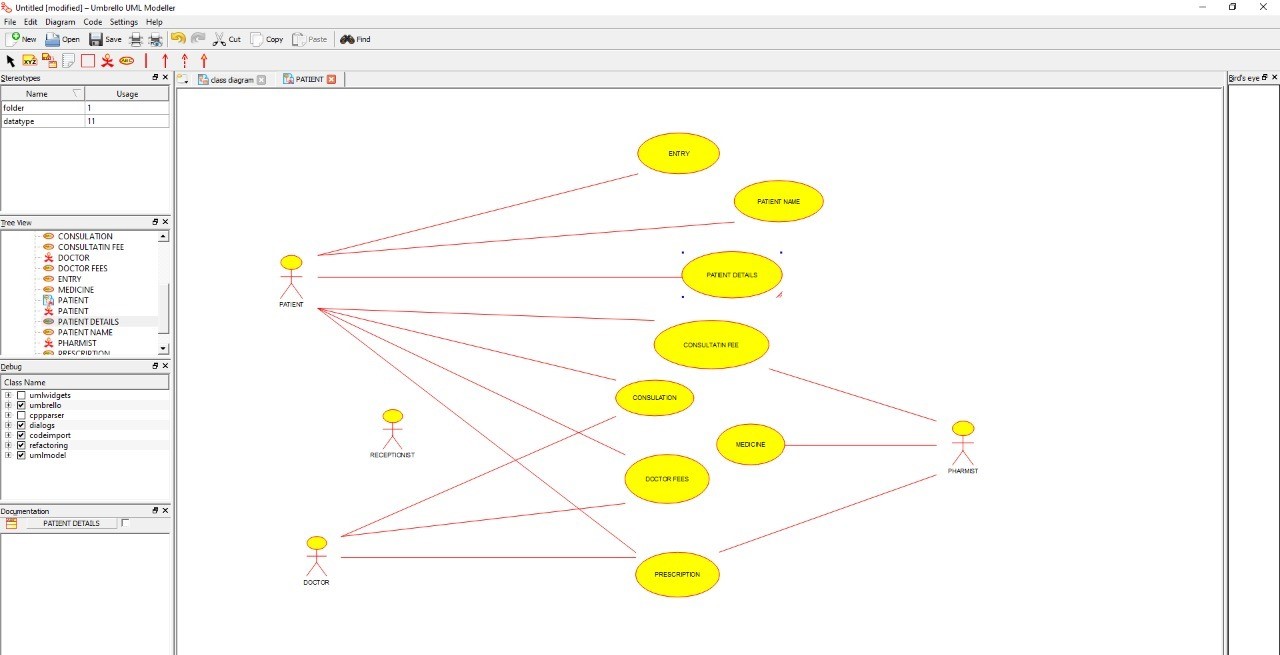 Untitled [modified] – Umbrello UML Modeller
File Edit Diagram Code Settings Help
New Open Save Cut Copy Paste Find
XYZ
Stereotypes
class diagram PATIENT
Bird's eye
Name Usage
folder 1
datatype 11
Tree View
CONSULATION
CONSULTATIN FEE
DOCTOR
DOCTOR FEES
ENTRY
MEDICINE
PATIENT
PATIENT
PATIENT DETAILS
PATIENT NAME
PHARMIST
PRESCRIPTION
Debug
Class Name
umlwidgets
umbrello
cppparser
dialogs
codeimport
refactoring
umlmodel
Documentation
PATIENT DETAILS
ENTRY
PATIENT NAME
PATIENT DETAILS
PATIENT
CONSULTATIN FEE
CONSULATION
RECEPTIONIST
MEDICINE
PHARMIST
DOCTOR FEES
DOCTOR
PRESCRIPTION